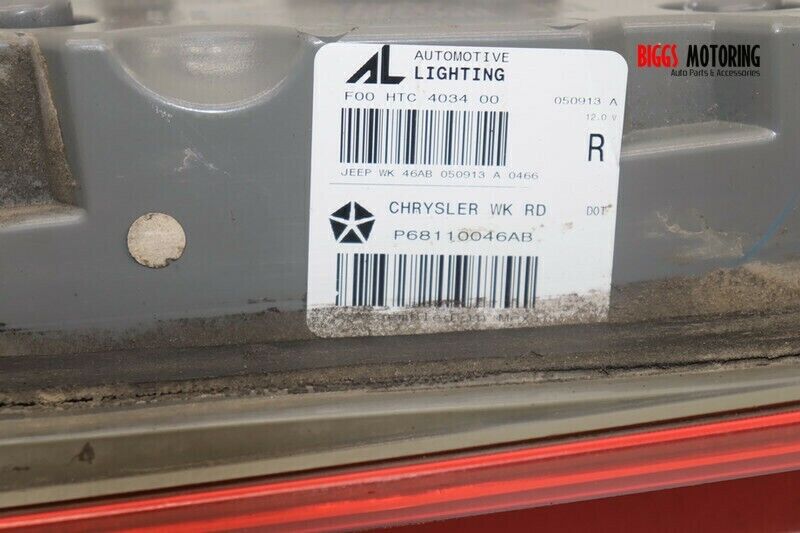 AL AUTOMOTIVE
LIGHTING
F00 HTC 4034 00
050913 A
12.0 V
R
JEEP WK 46AB 050913 A 0466
CHRYSLER WK RD
DOT
P68110046AB
BIGGS MOTORING
Auto Parts & Accessories